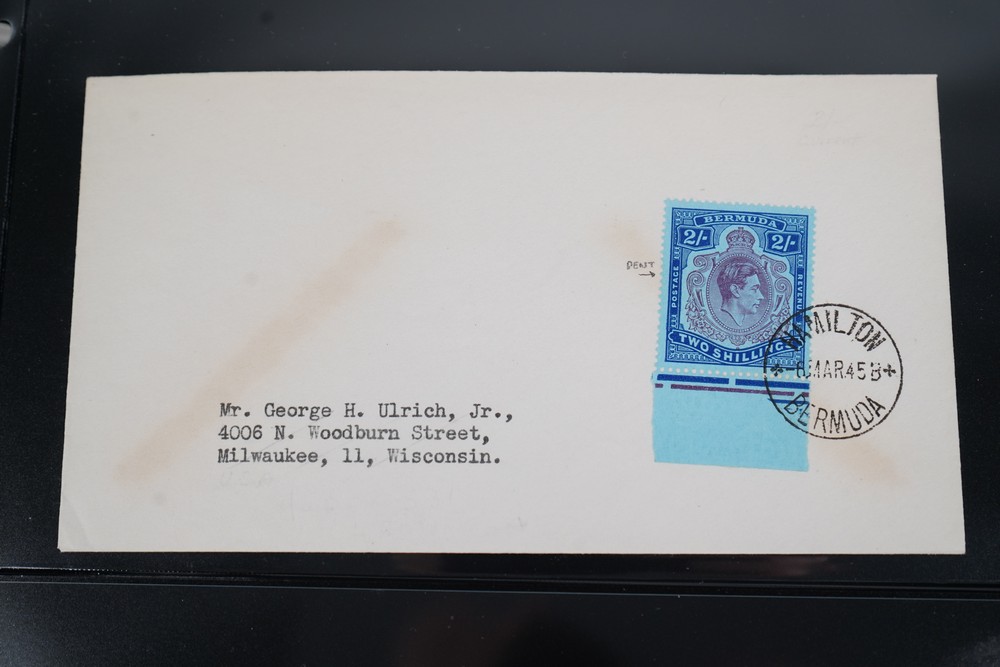 BERMUDA
2/- 2/-
POSTAGE REVENUE
TWO SHILLINGS
DENT
HAMILTON
6 MAR 45 B
BERMUDA
Mr. George H. Ulrich, Jr.,
4006 N. Woodburn Street,
Milwaukee, 11, Wisconsin.